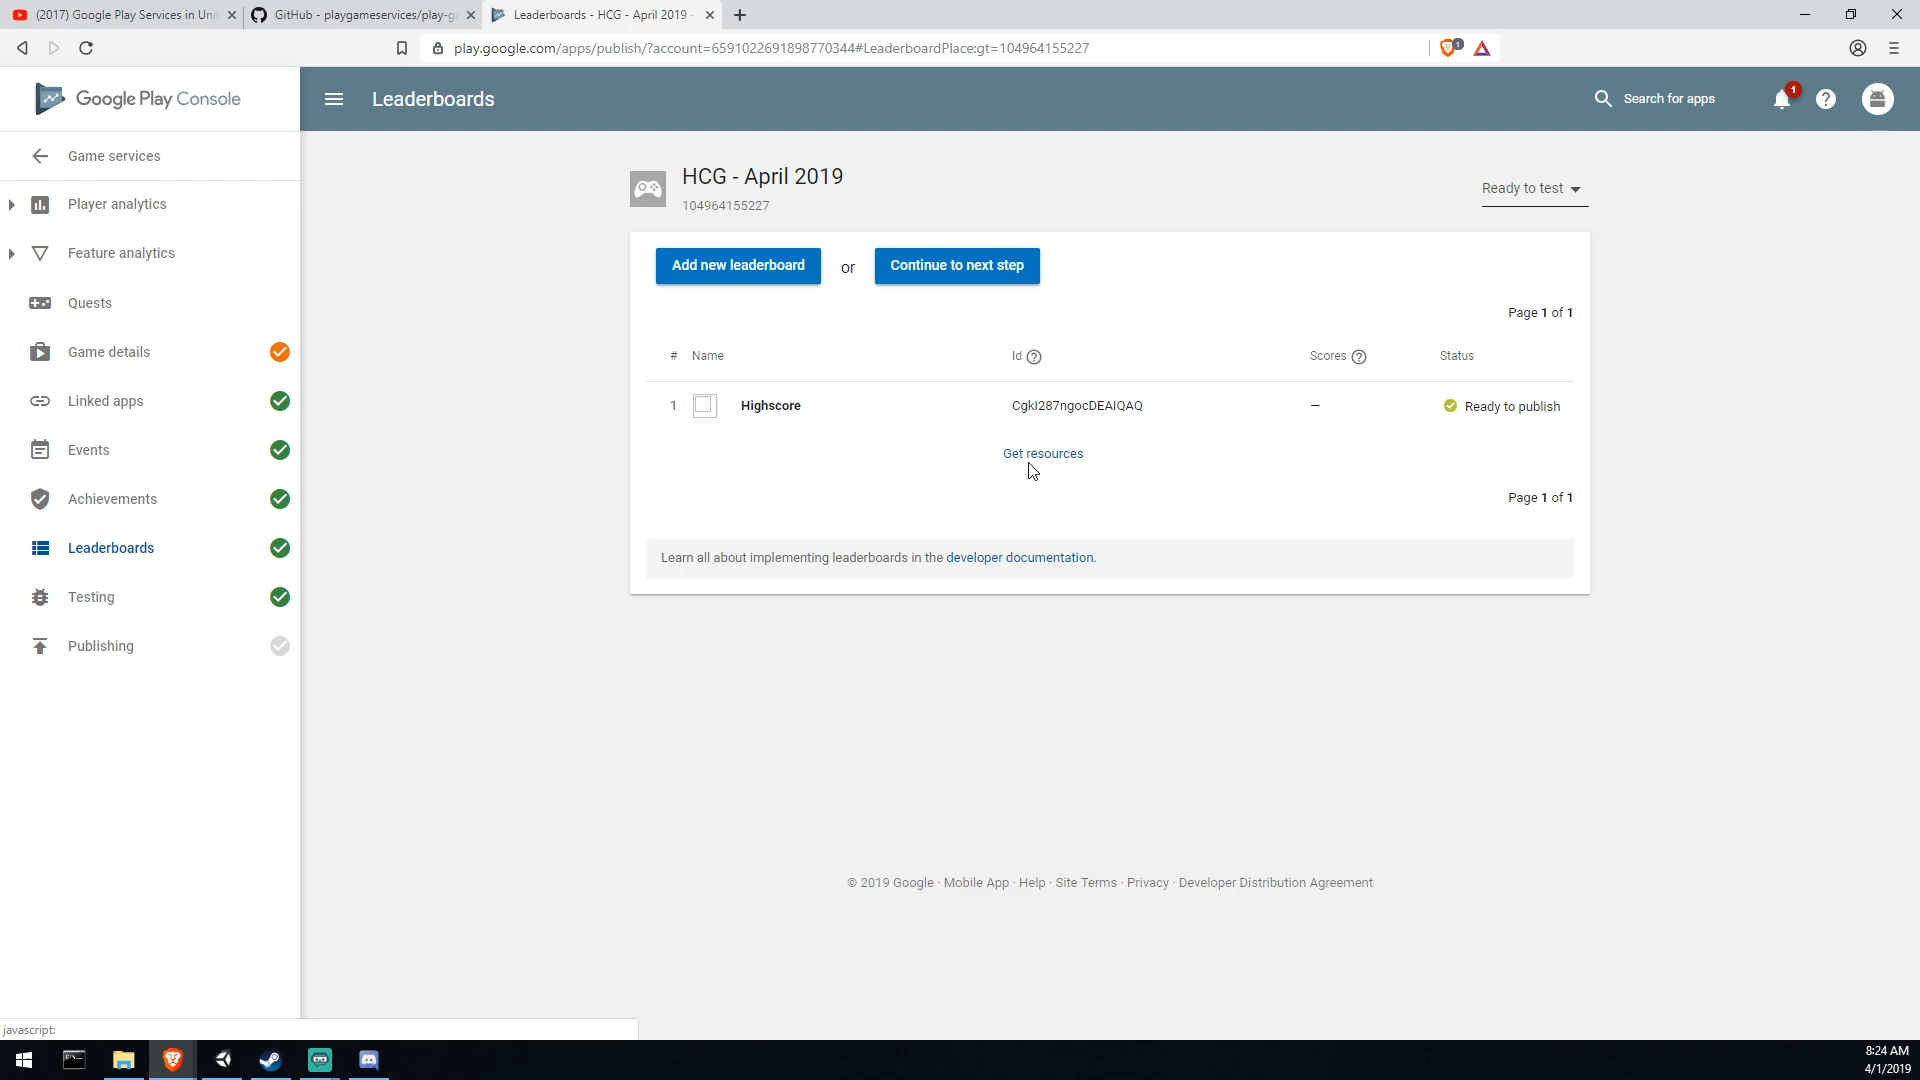 (2017) Google Play Services in Uni
GitHub - playgameservices/play-g
Leaderboards - HCG - April 2019 -
play.google.com/apps/publish/?account=6591022691898770344#LeaderboardPlace:gt=104964155227
1
Google Play Console
Leaderboards
Search for apps
1
Game services
Player analytics
Feature analytics
Quests
Game details
Linked apps
Events
Achievements
Leaderboards
Testing
Publishing
HCG - April 2019
104964155227
Ready to test
Add new leaderboard or Continue to next step
Page 1 of 1
# Name Id Scores Status
1 Highscore CgkI287ngocDEAIQAQ – Ready to publish
Get resources
Page 1 of 1
Learn all about implementing leaderboards in the developer documentation.
© 2019 Google · Mobile App · Help · Site Terms · Privacy · Developer Distribution Agreement
javascript:
8:24 AM
4/1/2019